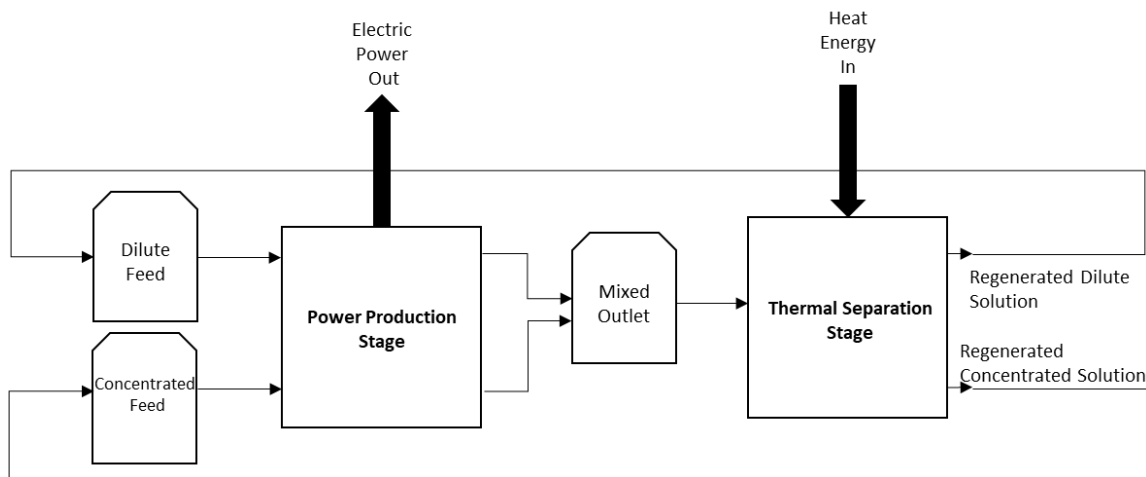 Electric
Power
Out
Heat
Energy
In
Dilute
Feed
Concentrated
Feed
Power Production
Stage
Mixed
Outlet
Thermal Separation
Stage
Regenerated Dilute
Solution
Regenerated
Concentrated Solution